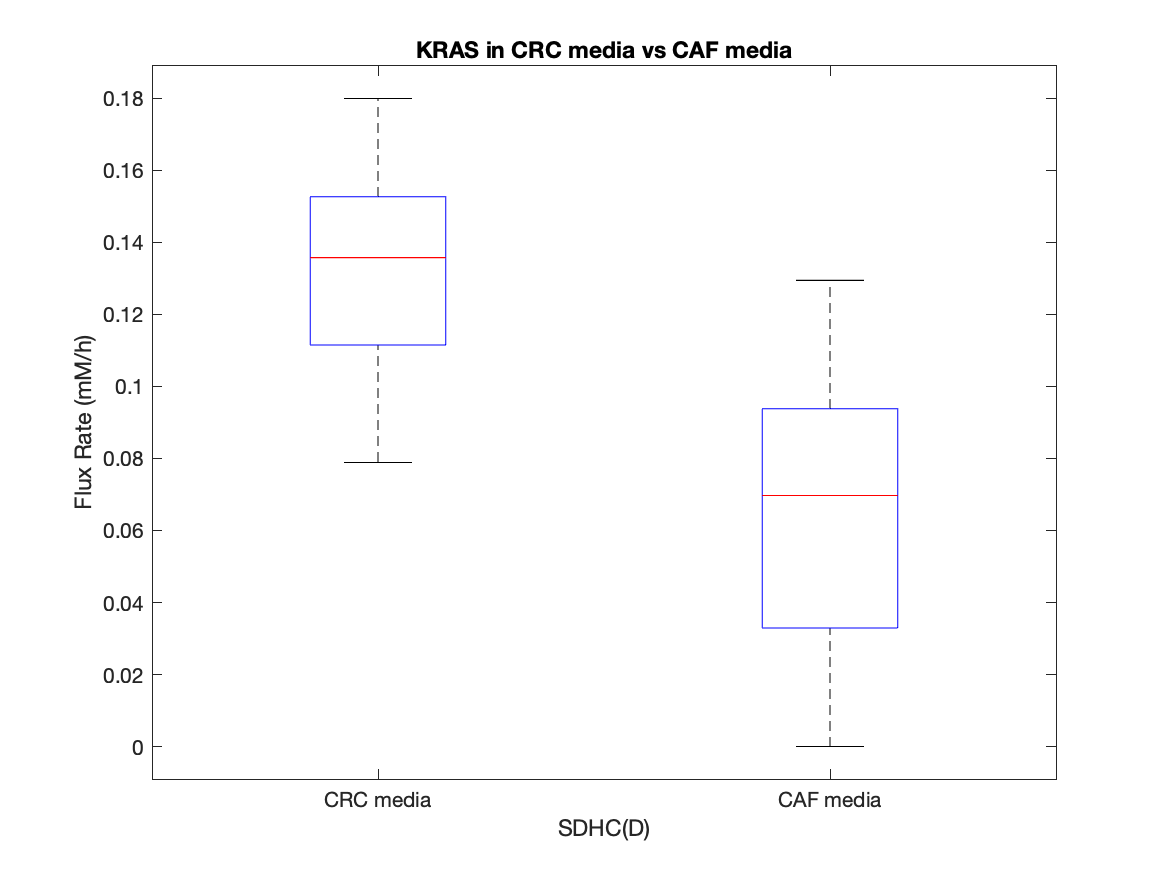 KRAS in CRC media vs CAF media
0.18
0.16
0.14
0.12
0.1
0.08
0.06
0.04
0.02
0
Flux Rate (mM/h)
CRC media
CAF media
SDHC(D)